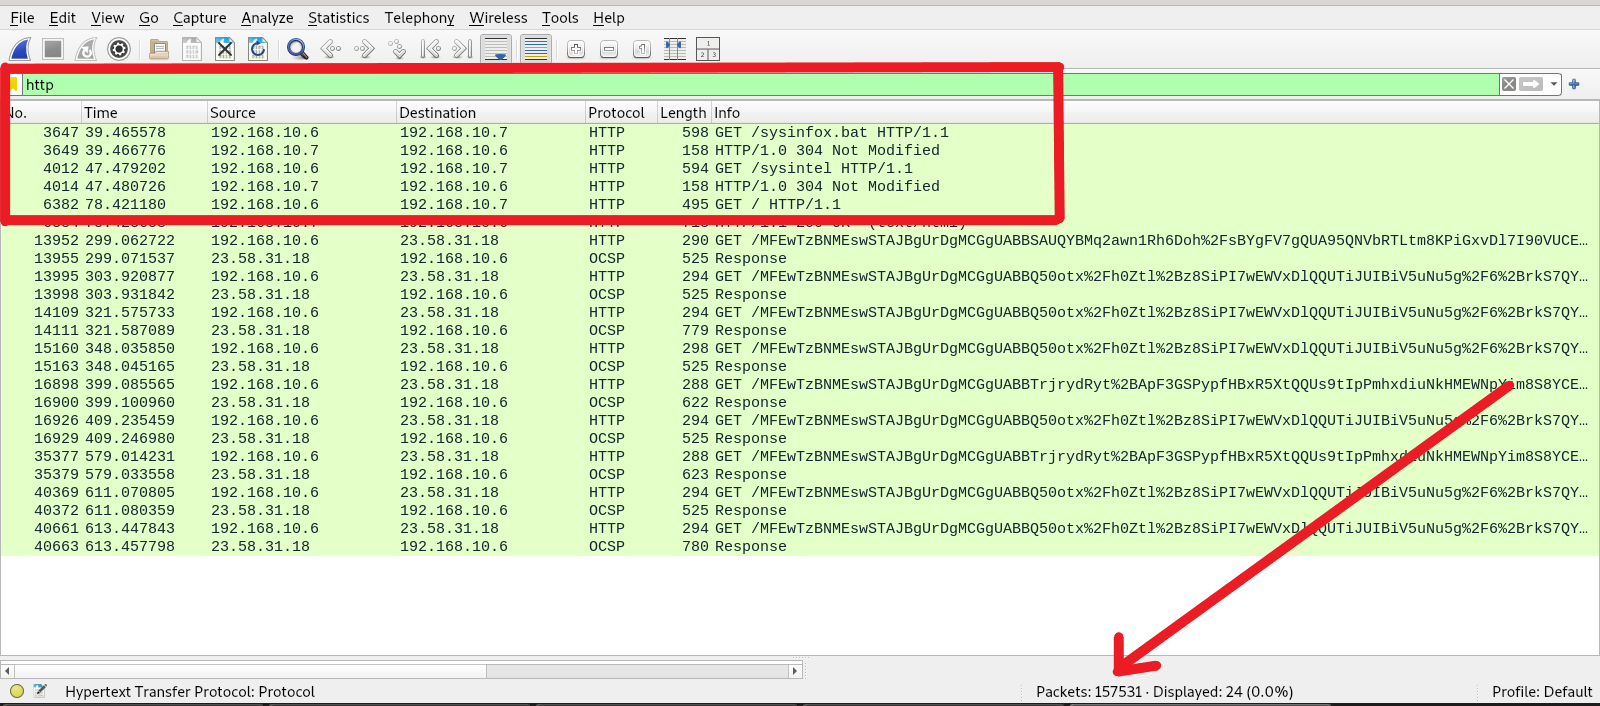 File Edit View Go Capture Analyze Statistics Telephony Wireless Tools Help
http
No. Time Source Destination Protocol Length Info
3647 39.465578 192.168.10.6 192.168.10.7 HTTP 598 GET /sysinfox.bat HTTP/1.1
3649 39.466776 192.168.10.7 192.168.10.6 HTTP 158 HTTP/1.0 304 Not Modified
4012 47.479202 192.168.10.6 192.168.10.7 HTTP 594 GET /sysintel HTTP/1.1
4014 47.480726 192.168.10.7 192.168.10.6 HTTP 158 HTTP/1.0 304 Not Modified
6382 78.421180 192.168.10.6 192.168.10.7 HTTP 495 GET / HTTP/1.1
13952 299.062722 192.168.10.6 23.58.31.18 HTTP 290 GET /MFEwTzBNMEswSTAJBgUrDgMCGgUABBSAUQYBMq2awn1Rh6Doh%2FsBYgFV7gQUA95QNVbRTLtm8KPiGxvDl7I90VUCE…
13955 299.071537 23.58.31.18 192.168.10.6 OCSP 525 Response
13995 303.920877 192.168.10.6 23.58.31.18 HTTP 294 GET /MFEwTzBNMEswSTAJBgUrDgMCGgUABBQ50otx%2Fh0Ztl%2Bz8SiPI7wEWVxDlQQUTiJUIBiV5uNu5g%2F6%2BrkS7QY…
13998 303.931842 23.58.31.18 192.168.10.6 OCSP 525 Response
14109 321.575733 192.168.10.6 23.58.31.18 HTTP 294 GET /MFEwTzBNMEswSTAJBgUrDgMCGgUABBQ50otx%2Fh0Ztl%2Bz8SiPI7wEWVxDlQQUTiJUIBiV5uNu5g%2F6%2BrkS7QY…
14111 321.587089 23.58.31.18 192.168.10.6 OCSP 779 Response
15160 348.035850 192.168.10.6 23.58.31.18 HTTP 298 GET /MFEwTzBNMEswSTAJBgUrDgMCGgUABBQ50otx%2Fh0Ztl%2Bz8SiPI7wEWVxDlQQUTiJUIBiV5uNu5g%2F6%2BrkS7QY…
15163 348.045165 23.58.31.18 192.168.10.6 OCSP 525 Response
16898 399.085565 192.168.10.6 23.58.31.18 HTTP 288 GET /MFEwTzBNMEswSTAJBgUrDgMCGgUABBTrjrydRyt%2BApF3GSPypfHBxR5XtQQUs9tIpPmhxdiuNkHMEWNpYim8S8YCE…
16900 399.100960 23.58.31.18 192.168.10.6 OCSP 622 Response
16926 409.235459 192.168.10.6 23.58.31.18 HTTP 294 GET /MFEwTzBNMEswSTAJBgUrDgMCGgUABBQ50otx%2Fh0Ztl%2Bz8SiPI7wEWVxDlQQUTiJUIBiV5uNu5g%2F6%2BrkS7QY…
16929 409.246980 23.58.31.18 192.168.10.6 OCSP 525 Response
35377 579.014231 192.168.10.6 23.58.31.18 HTTP 288 GET /MFEwTzBNMEswSTAJBgUrDgMCGgUABBTrjrydRyt%2BApF3GSPypfHBxR5XtQQUs9tIpPmhxdiuNkHMEWNpYim8S8YCE…
35379 579.033558 23.58.31.18 192.168.10.6 OCSP 623 Response
40369 611.070805 192.168.10.6 23.58.31.18 HTTP 294 GET /MFEwTzBNMEswSTAJBgUrDgMCGgUABBQ50otx%2Fh0Ztl%2Bz8SiPI7wEWVxDlQQUTiJUIBiV5uNu5g%2F6%2BrkS7QY…
40372 611.080359 23.58.31.18 192.168.10.6 OCSP 525 Response
40661 613.447843 192.168.10.6 23.58.31.18 HTTP 294 GET /MFEwTzBNMEswSTAJBgUrDgMCGgUABBQ50otx%2Fh0Ztl%2Bz8SiPI7wEWVxDlQQUTiJUIBiV5uNu5g%2F6%2BrkS7QY…
40663 613.457798 23.58.31.18 192.168.10.6 OCSP 780 Response
Hypertext Transfer Protocol: Protocol Packets: 157531 · Displayed: 24 (0.0%) Profile: Default